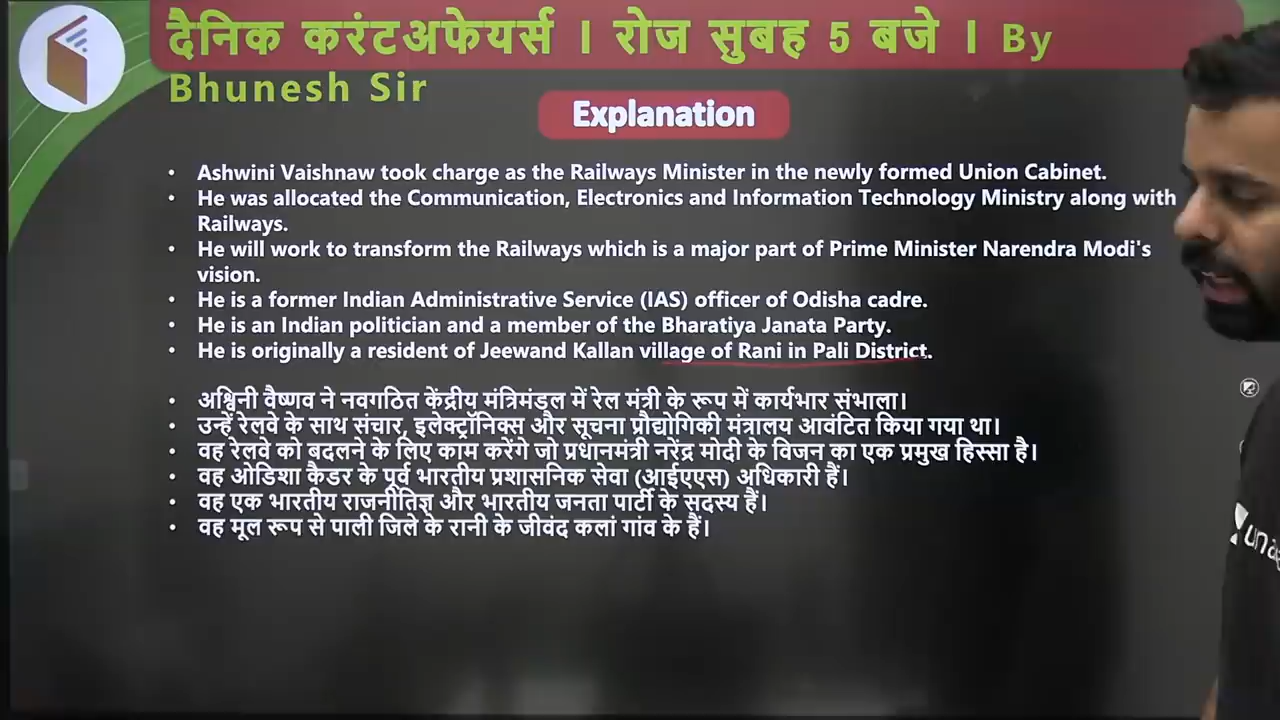 दैनिक करंटअफेयर्स । रोज सुबह 5 बजे । By
Bhunesh Sir
Explanation
• Ashwini Vaishnaw took charge as the Railways Minister in the newly formed Union Cabinet.
• He was allocated the Communication, Electronics and Information Technology Ministry along with
Railways.
• He will work to transform the Railways which is a major part of Prime Minister Narendra Modi's
vision.
• He is a former Indian Administrative Service (IAS) officer of Odisha cadre.
• He is an Indian politician and a member of the Bharatiya Janata Party.
• He is originally a resident of Jeewand Kallan village of Rani in Pali District.
• अश्विनी वैष्णव ने नवगठित केंद्रीय मंत्रिमंडल में रेल मंत्री के रूप में कार्यभार संभाला।
• उन्हें रेलवे के साथ संचार, इलेक्ट्रॉनिक्स और सूचना प्रौद्योगिकी मंत्रालय आवंटित किया गया था।
• वह रेलवे को बदलने के लिए काम करेंगे जो प्रधानमंत्री नरेंद्र मोदी के विजन का एक प्रमुख हिस्सा है।
• वह ओडिशा कैडर के पूर्व भारतीय प्रशासनिक सेवा (आईएएस) अधिकारी हैं।
• वह एक भारतीय राजनीतिज्ञ और भारतीय जनता पार्टी के सदस्य हैं।
• वह मूल रूप से पाली जिले के रानी के जीवंद कलां गांव के हैं।